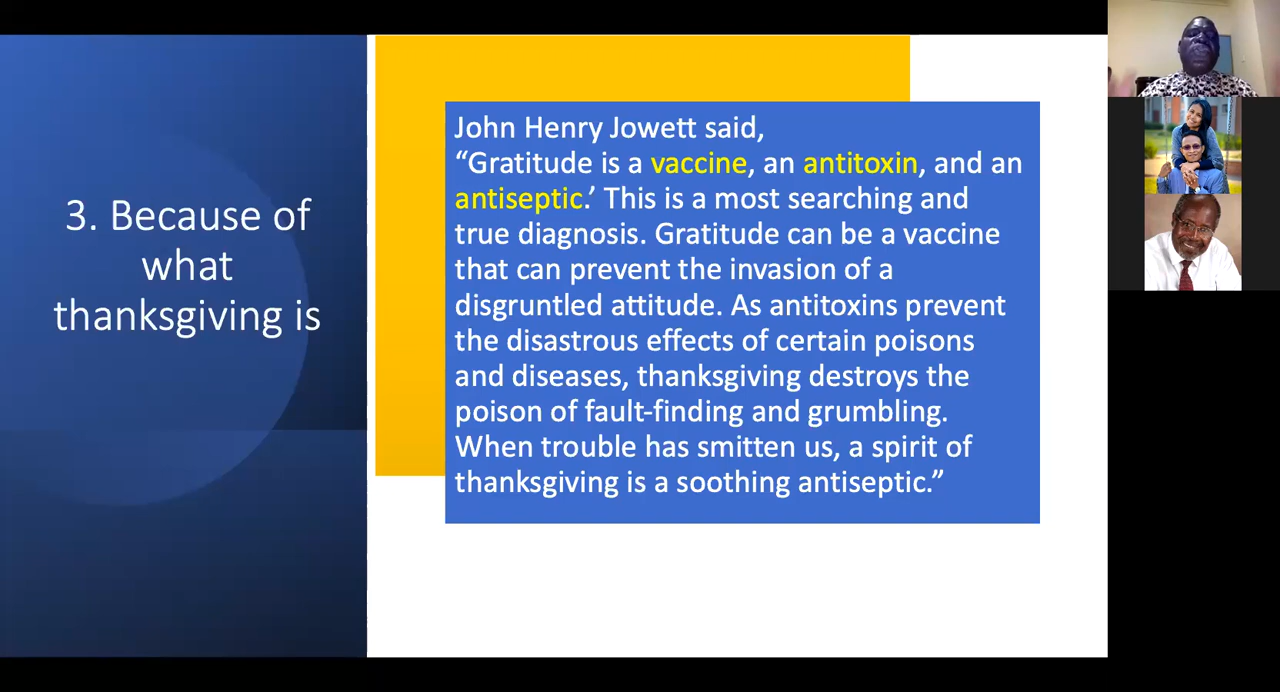 3. Because of
what
thanksgiving is
John Henry Jowett said,
“Gratitude is a vaccine, an antitoxin, and an
antiseptic.’ This is a most searching and
true diagnosis. Gratitude can be a vaccine
that can prevent the invasion of a
disgruntled attitude. As antitoxins prevent
the disastrous effects of certain poisons
and diseases, thanksgiving destroys the
poison of fault-finding and grumbling.
When trouble has smitten us, a spirit of
thanksgiving is a soothing antiseptic.”